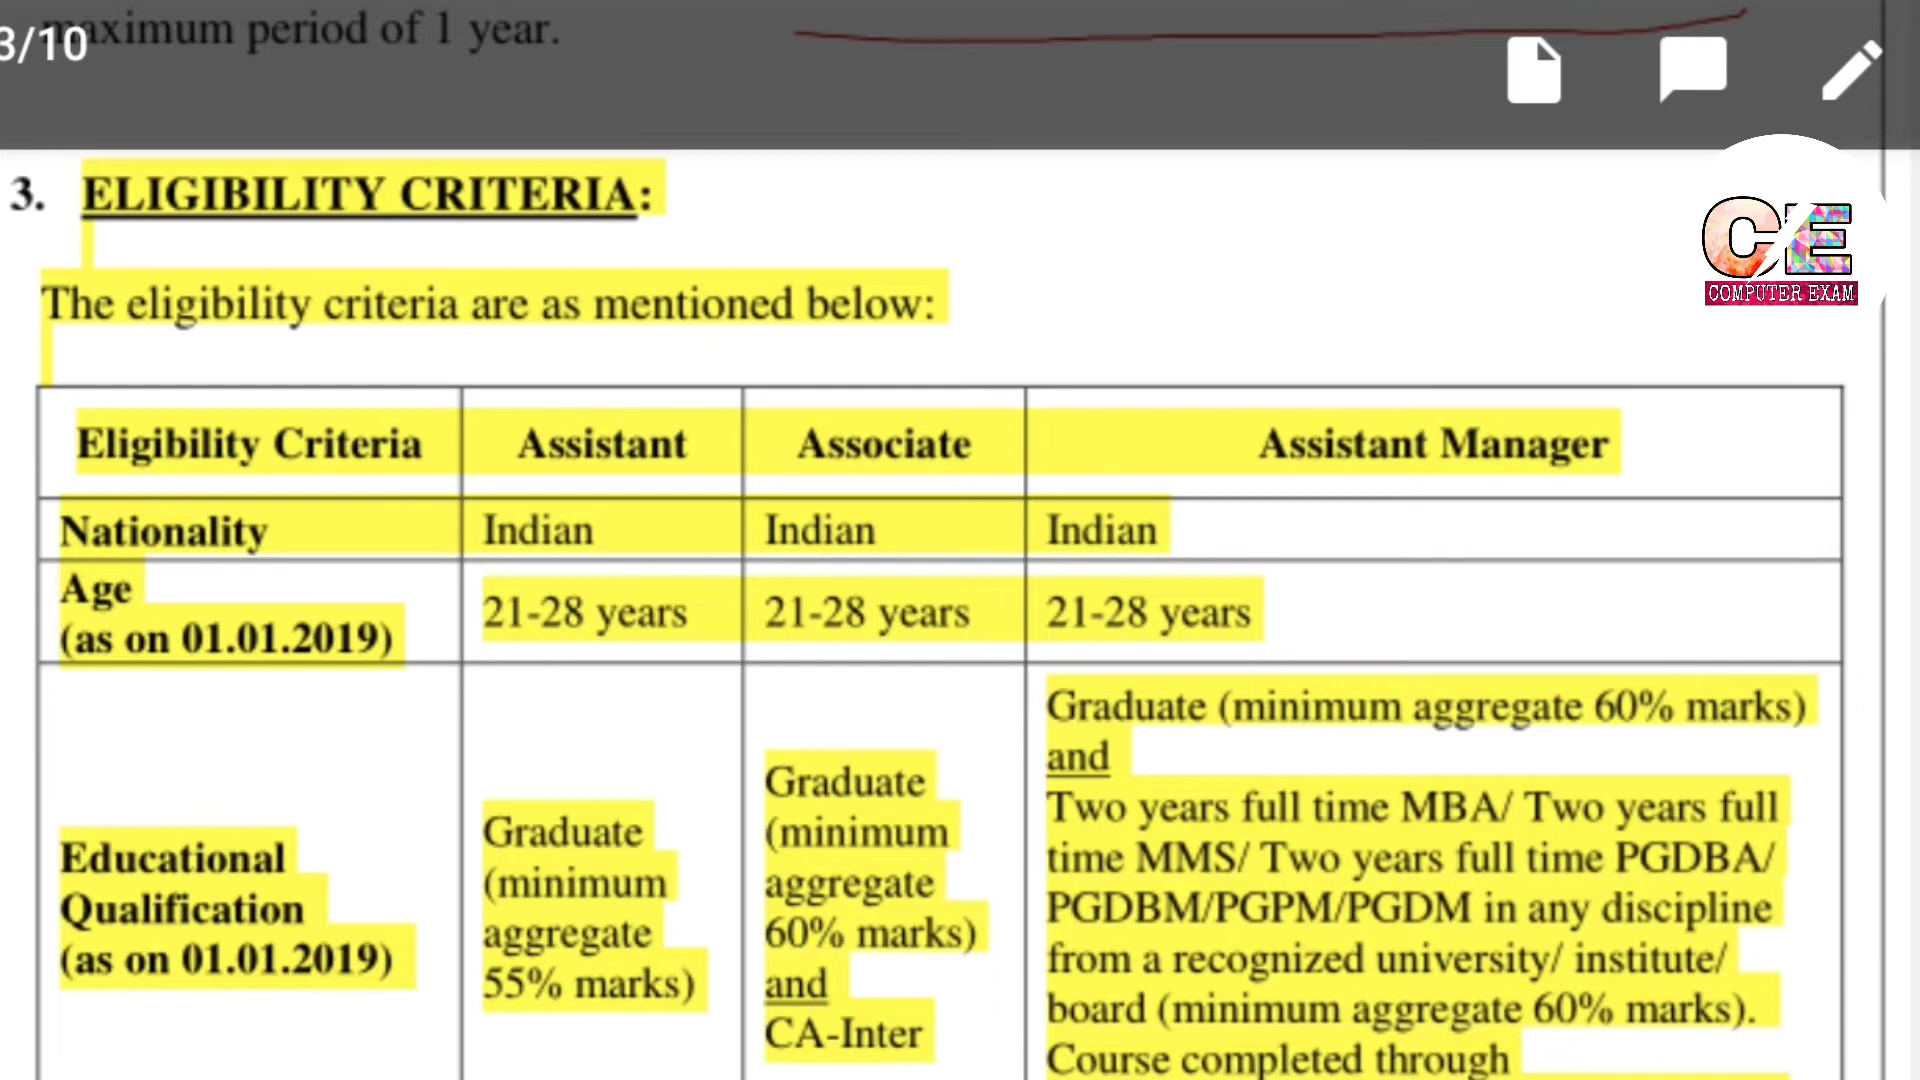 maximum period of 1 year.
3/10
CE
COMPUTER EXAM
3. ELIGIBILITY CRITERIA:
The eligibility criteria are as mentioned below:
Eligibility Criteria Assistant Associate Assistant Manager
Nationality Indian Indian Indian
Age
(as on 01.01.2019)
21-28 years 21-28 years 21-28 years
Educational
Qualification
(as on 01.01.2019)
Graduate
(minimum
aggregate
55% marks)
Graduate
(minimum
aggregate
60% marks)
and
CA-Inter
Graduate (minimum aggregate 60% marks)
and
Two years full time MBA/ Two years full
time MMS/ Two years full time PGDBA/
PGDBM/PGPM/PGDM in any discipline
from a recognized university/ institute/
board (minimum aggregate 60% marks).
Course completed through